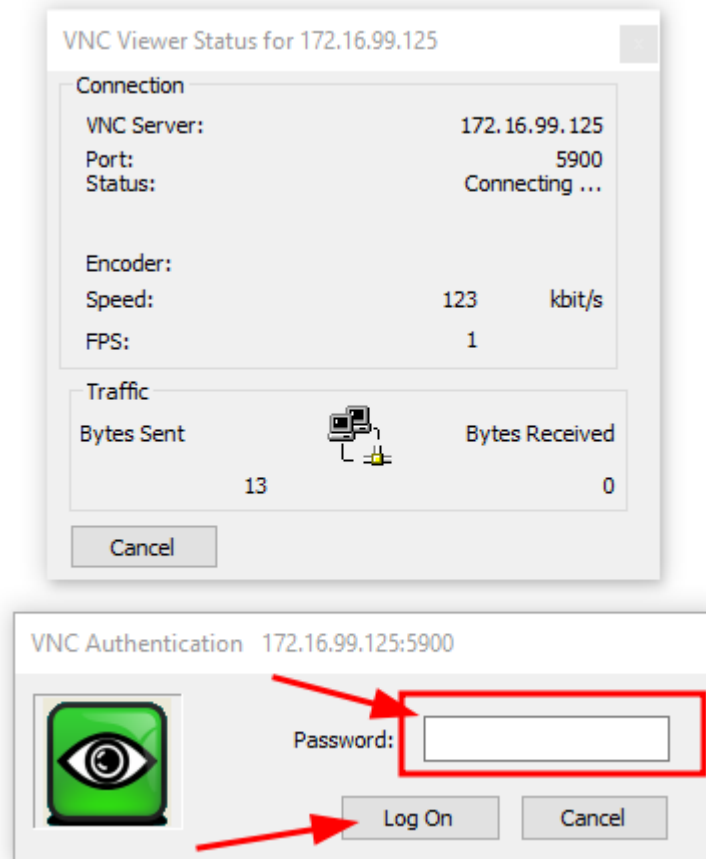 VNC Viewer Status for 172.16.99.125
x
Connection
VNC Server: 172.16.99.125
Port: 5900
Status: Connecting ...
Encoder:
Speed: 123 kbit/s
FPS: 1
Traffic
Bytes Sent Bytes Received
13 0
Cancel
VNC Authentication 172.16.99.125:5900
Password:
Log On Cancel